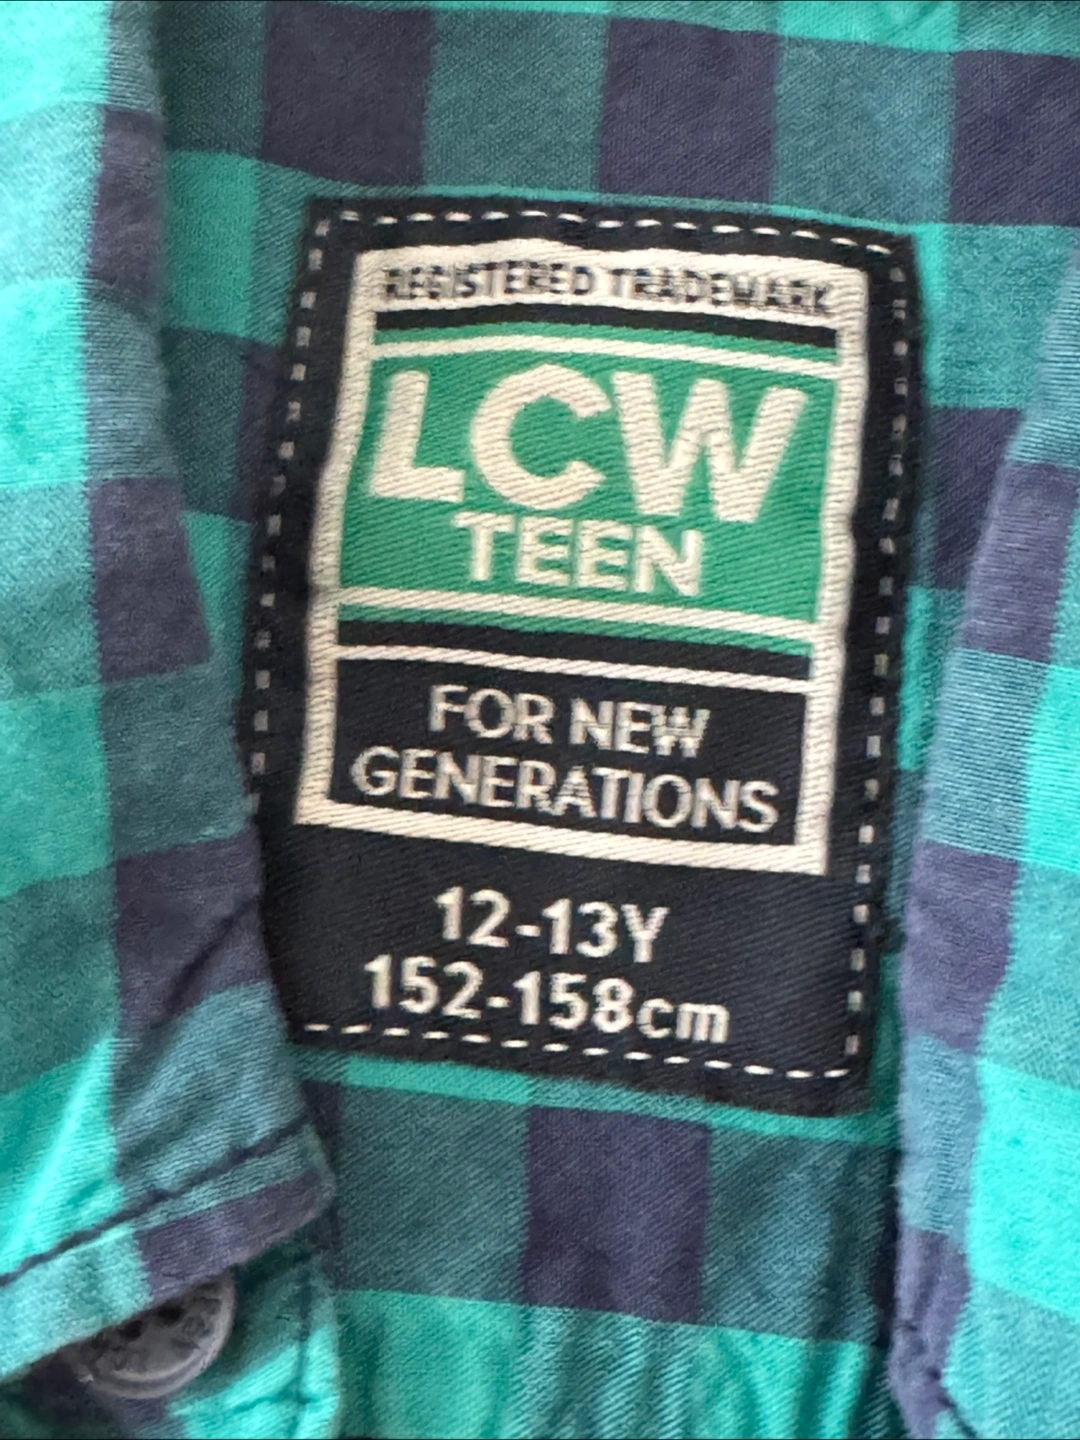 REGISTERED TRADEMARK
LCW
TEEN
FOR NEW
GENERATIONS
12-13Y
152-158cm